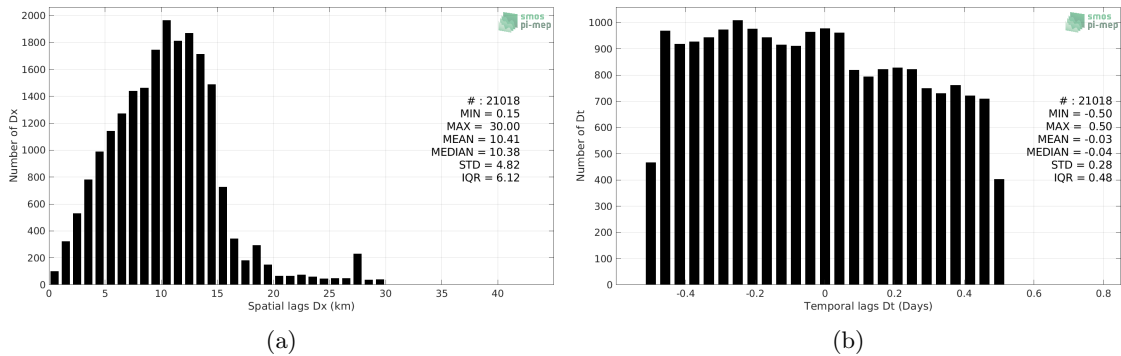 2000
1800
1600
1400
1200
1000
800
600
400
200
0
Number of Dx
smos
pi-mep
# : 21018
MIN = 0.15
MAX = 30.00
MEAN = 10.41
MEDIAN = 10.38
STD = 4.82
IQR = 6.12
0 5 10 15 20 25 30 35 40
Spatial lags Dx (km)
(a)
1000
900
800
700
600
500
400
300
200
100
0
Number of Dt
smos
pi-mep
# : 21018
MIN = -0.50
MAX = 0.50
MEAN = -0.03
MEDIAN = -0.04
STD = 0.28
IQR = 0.48
-0.4 -0.2 0 0.2 0.4 0.6 0.8
Temporal lags Dt (Days)
(b)